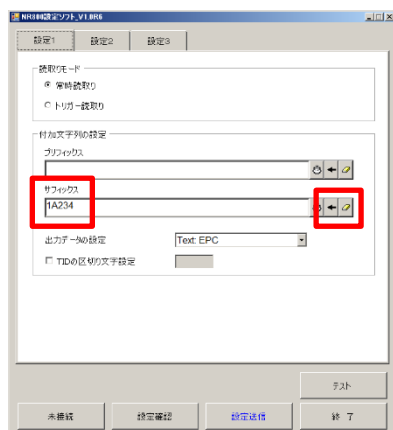 NR800設定ソフト_V1.0R6
設定1 設定2 設定3
読取りモード
常時読取り
トリガー読取り
付加文字列の設定
プリフィックス
サフィックス
1A234
出力データの設定 Text: EPC
TIDの区切り文字設定
テスト
未接続 設定確認 設定送信 終 了